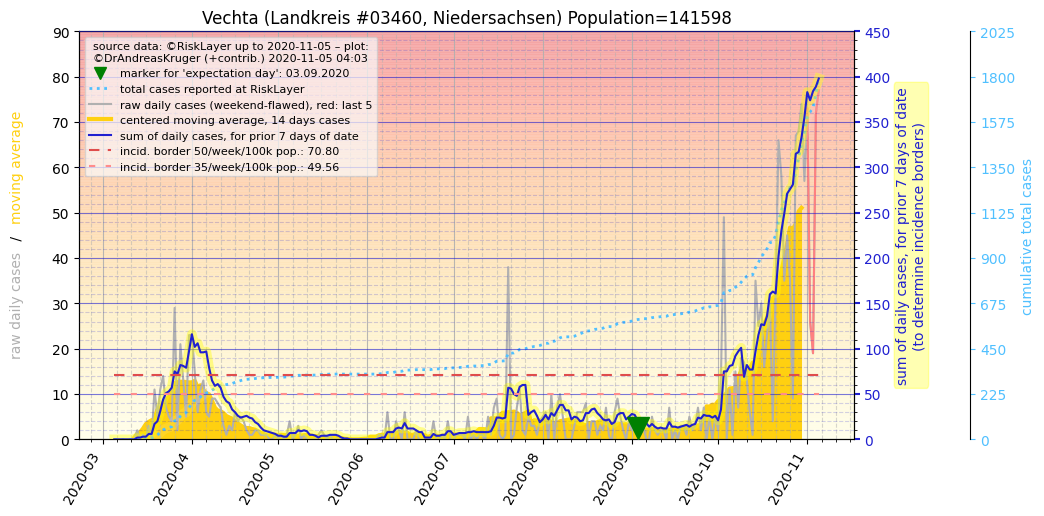 Vechta (Landkreis #03460, Niedersachsen) Population=141598
source data: ©RiskLayer up to 2020-11-05 – plot:
©DrAndreasKruger (+contrib.) 2020-11-05 04:03
marker for 'expectation day': 03.09.2020
total cases reported at RiskLayer
raw daily cases (weekend-flawed), red: last 5
centered moving average, 14 days cases
sum of daily cases, for prior 7 days of date
incid. border 50/week/100k pop.: 70.80
incid. border 35/week/100k pop.: 49.56
raw daily cases / moving average
90
80
70
60
50
40
30
20
10
0
450
400
350
300
250
200
150
100
50
0
sum of daily cases, for prior 7 days of date
(to determine incidence borders)
2025
1800
1575
1350
1125
900
675
450
225
0
cumulative total cases
2020-03
2020-04
2020-05
2020-06
2020-07
2020-08
2020-09
2020-10
2020-11